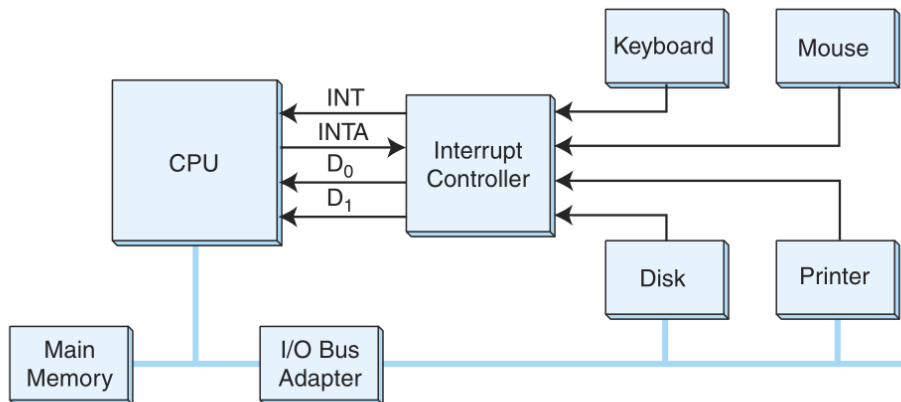 Keyboard
Mouse
INT
INTA
D0
D1
CPU
Interrupt
Controller
Disk
Printer
Main
Memory
I/O Bus
Adapter